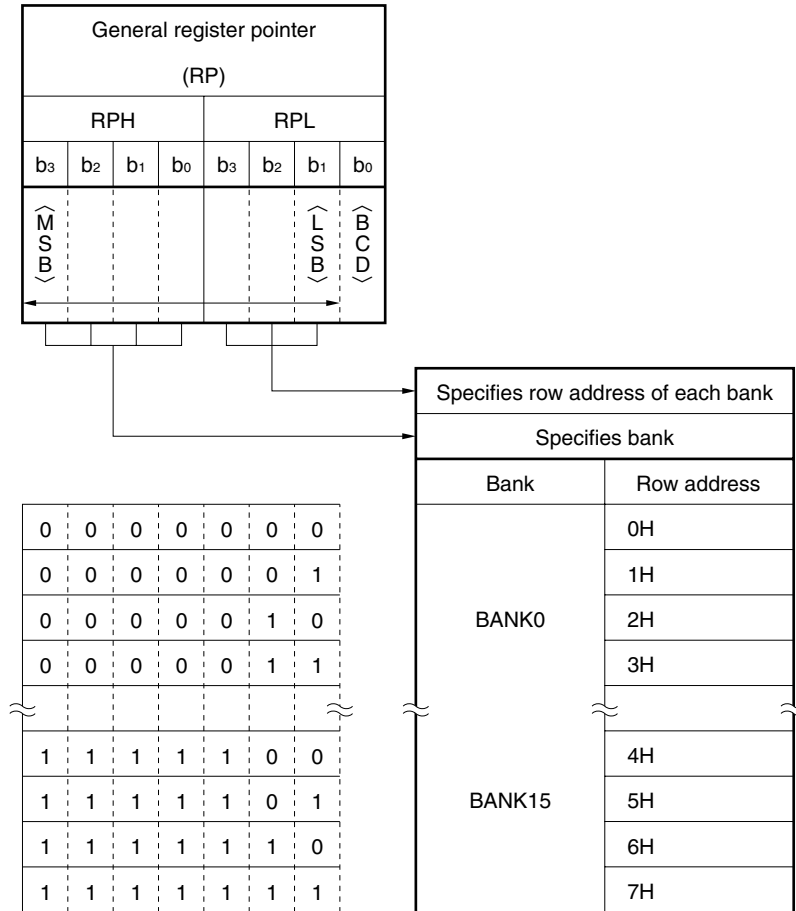 General register pointer
(RP)
RPH RPL
b3 b2 b1 b0 b3 b2 b1 b0
〈MSB〉 〈LSB〉 〈BCD〉
Specifies row address of each bank
Specifies bank
Bank Row address
0 0 0 0 0 0 0 0H
0 0 0 0 0 0 1 1H
0 0 0 0 0 1 0 BANK0 2H
0 0 0 0 0 1 1 3H
1 1 1 1 1 0 0 4H
1 1 1 1 1 0 1 BANK15 5H
1 1 1 1 1 1 0 6H
1 1 1 1 1 1 1 7H